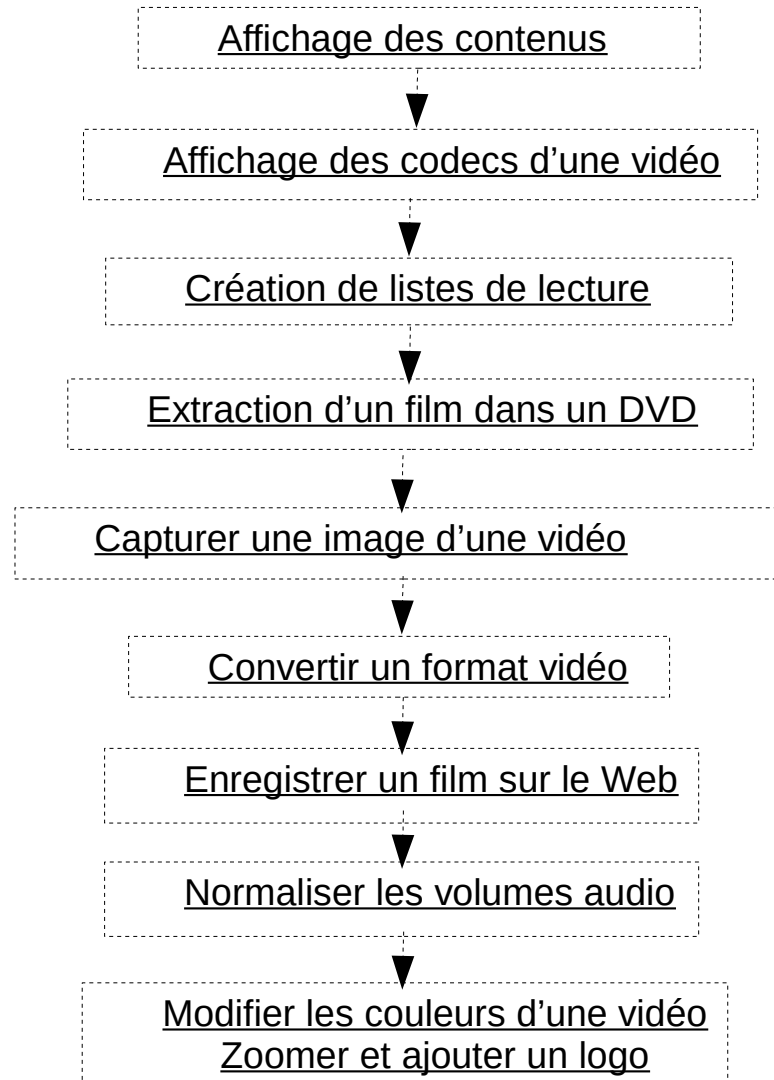 Affichage des contenus
Affichage des codecs d’une vidéo
Création de listes de lecture
Extraction d’un film dans un DVD
Capturer une image d’une vidéo
Convertir un format vidéo
Enregistrer un film sur le Web
Normaliser les volumes audio
Modifier les couleurs d’une vidéo
Zoomer et ajouter un logo